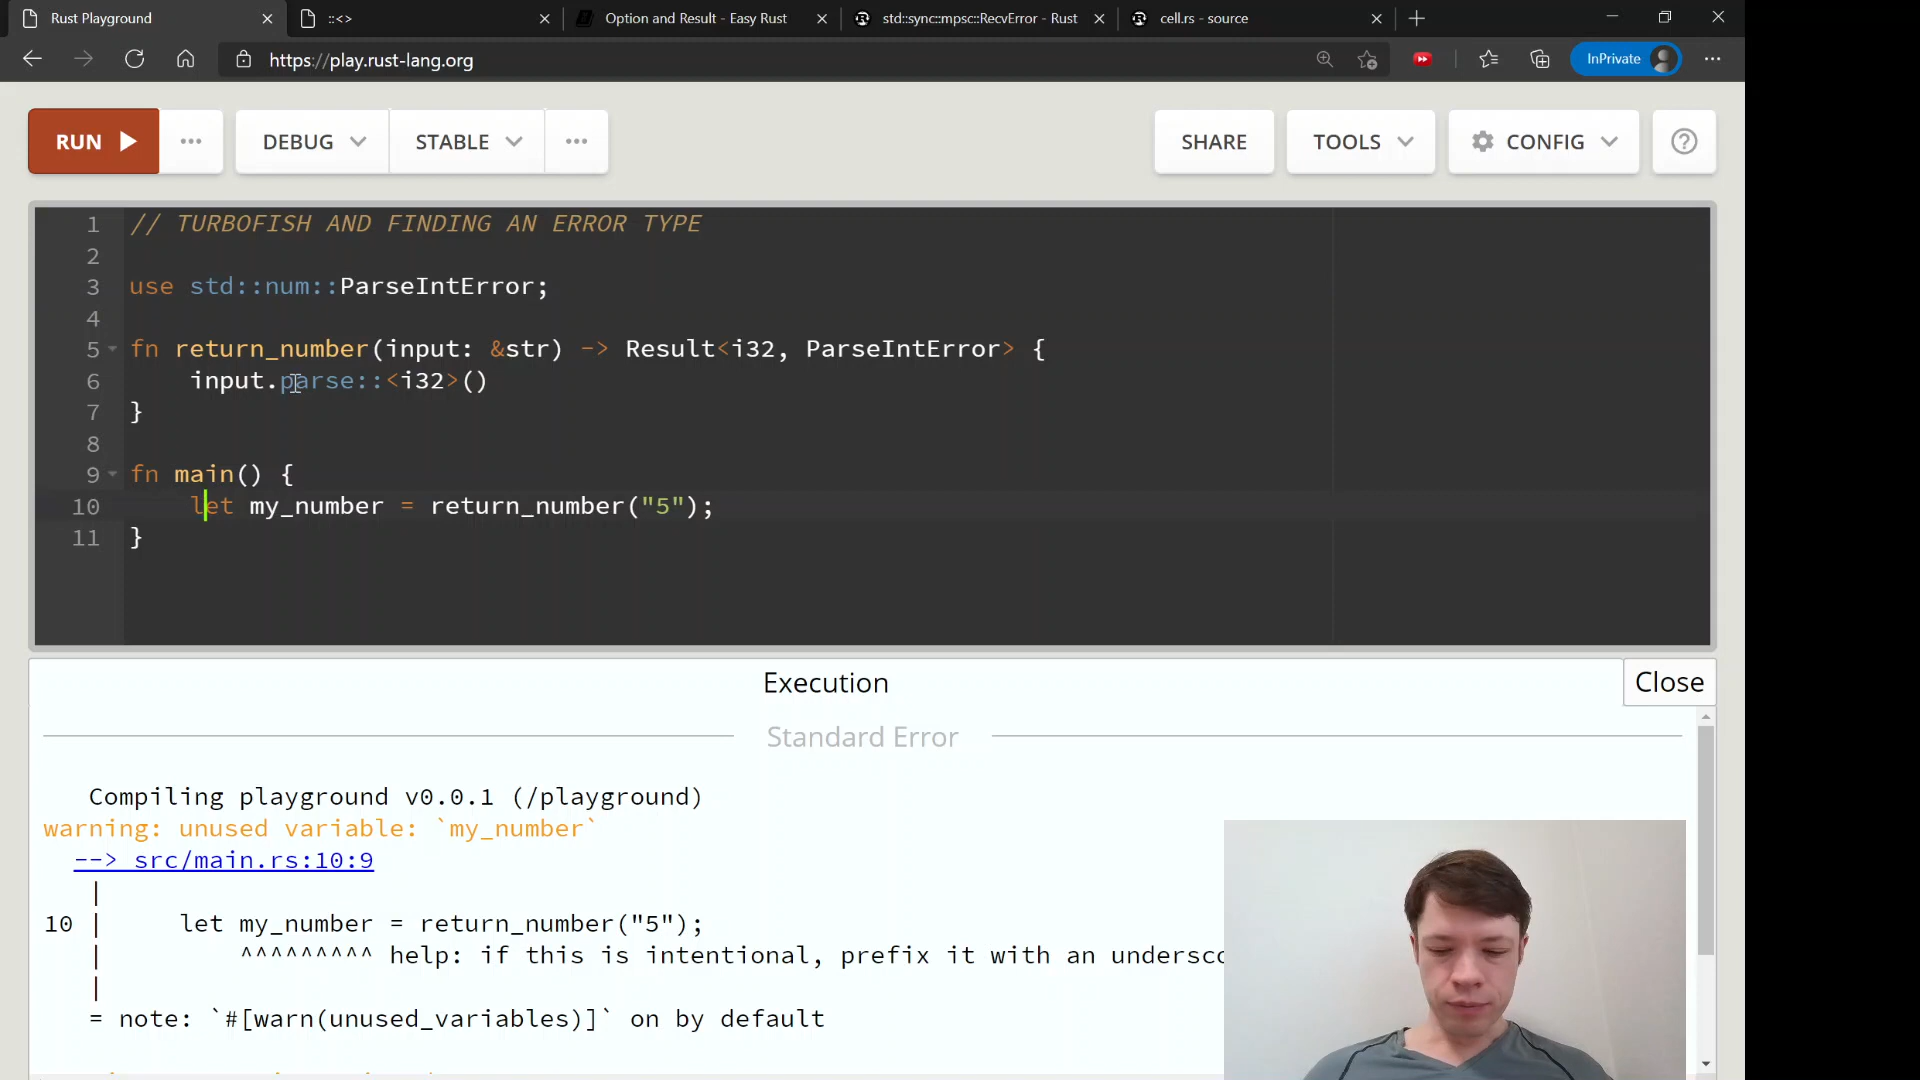 Rust Playground
::<>
Option and Result - Easy Rust
std::sync::mpsc::RecvError - Rust
cell.rs - source
https://play.rust-lang.org
InPrivate
RUN
DEBUG
STABLE
SHARE
TOOLS
CONFIG
1 // TURBOFISH AND FINDING AN ERROR TYPE
2
3 use std::num::ParseIntError;
4
5 fn return_number(input: &str) -> Result<i32, ParseIntError> {
6     input.parse::<i32>()
7 }
8
9 fn main() {
10     let my_number = return_number("5");
11 }
Execution
Close
Standard Error
   Compiling playground v0.0.1 (/playground)
warning: unused variable: `my_number`
  --> src/main.rs:10:9
   |
10 |     let my_number = return_number("5");
   |         ^^^^^^^^^ help: if this is intentional, prefix it with an
   |
   = note: `#[warn(unused_variables)]` on by default